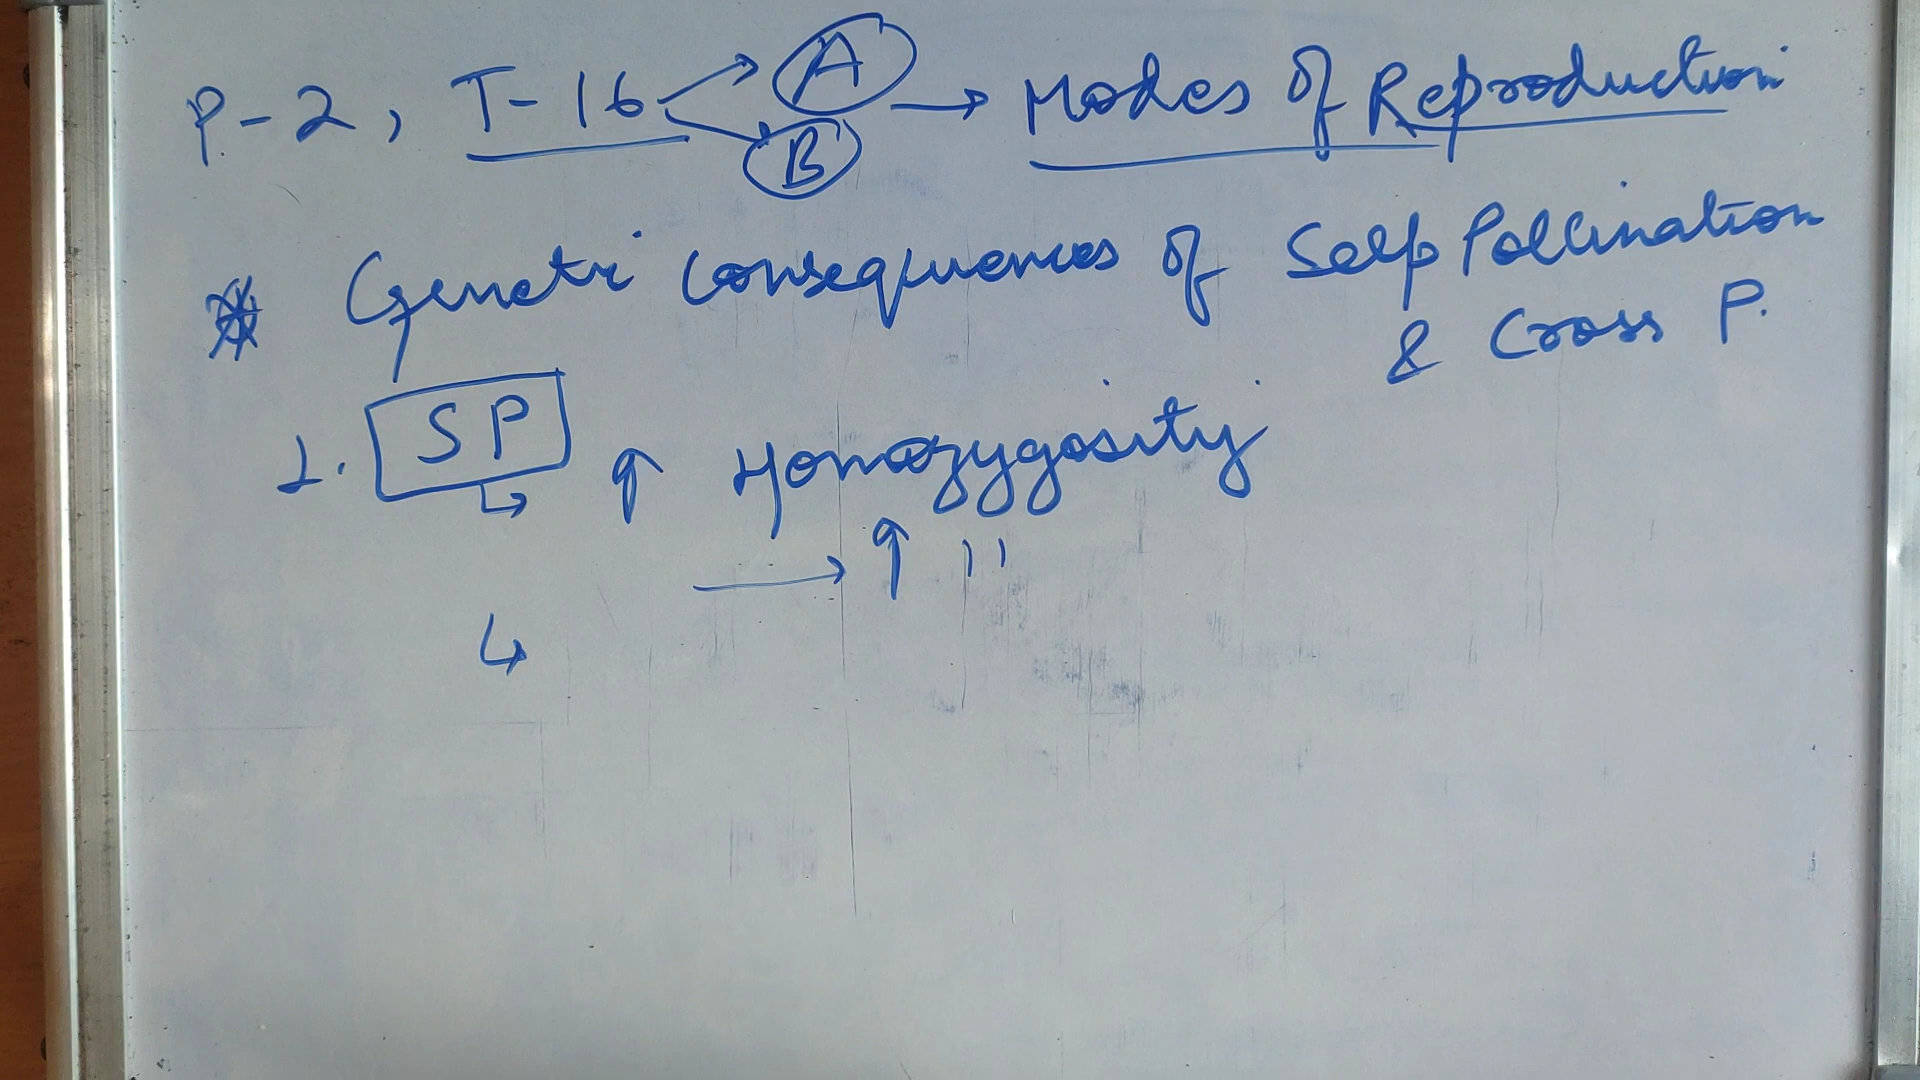 P-2, T-16 → A → Modes of Reproduction
→ B
* Genetic Consequences of Self Pollination
& Cross P.
1. SP
↳ ↑ Homozygosity
→ ↑ "
↳